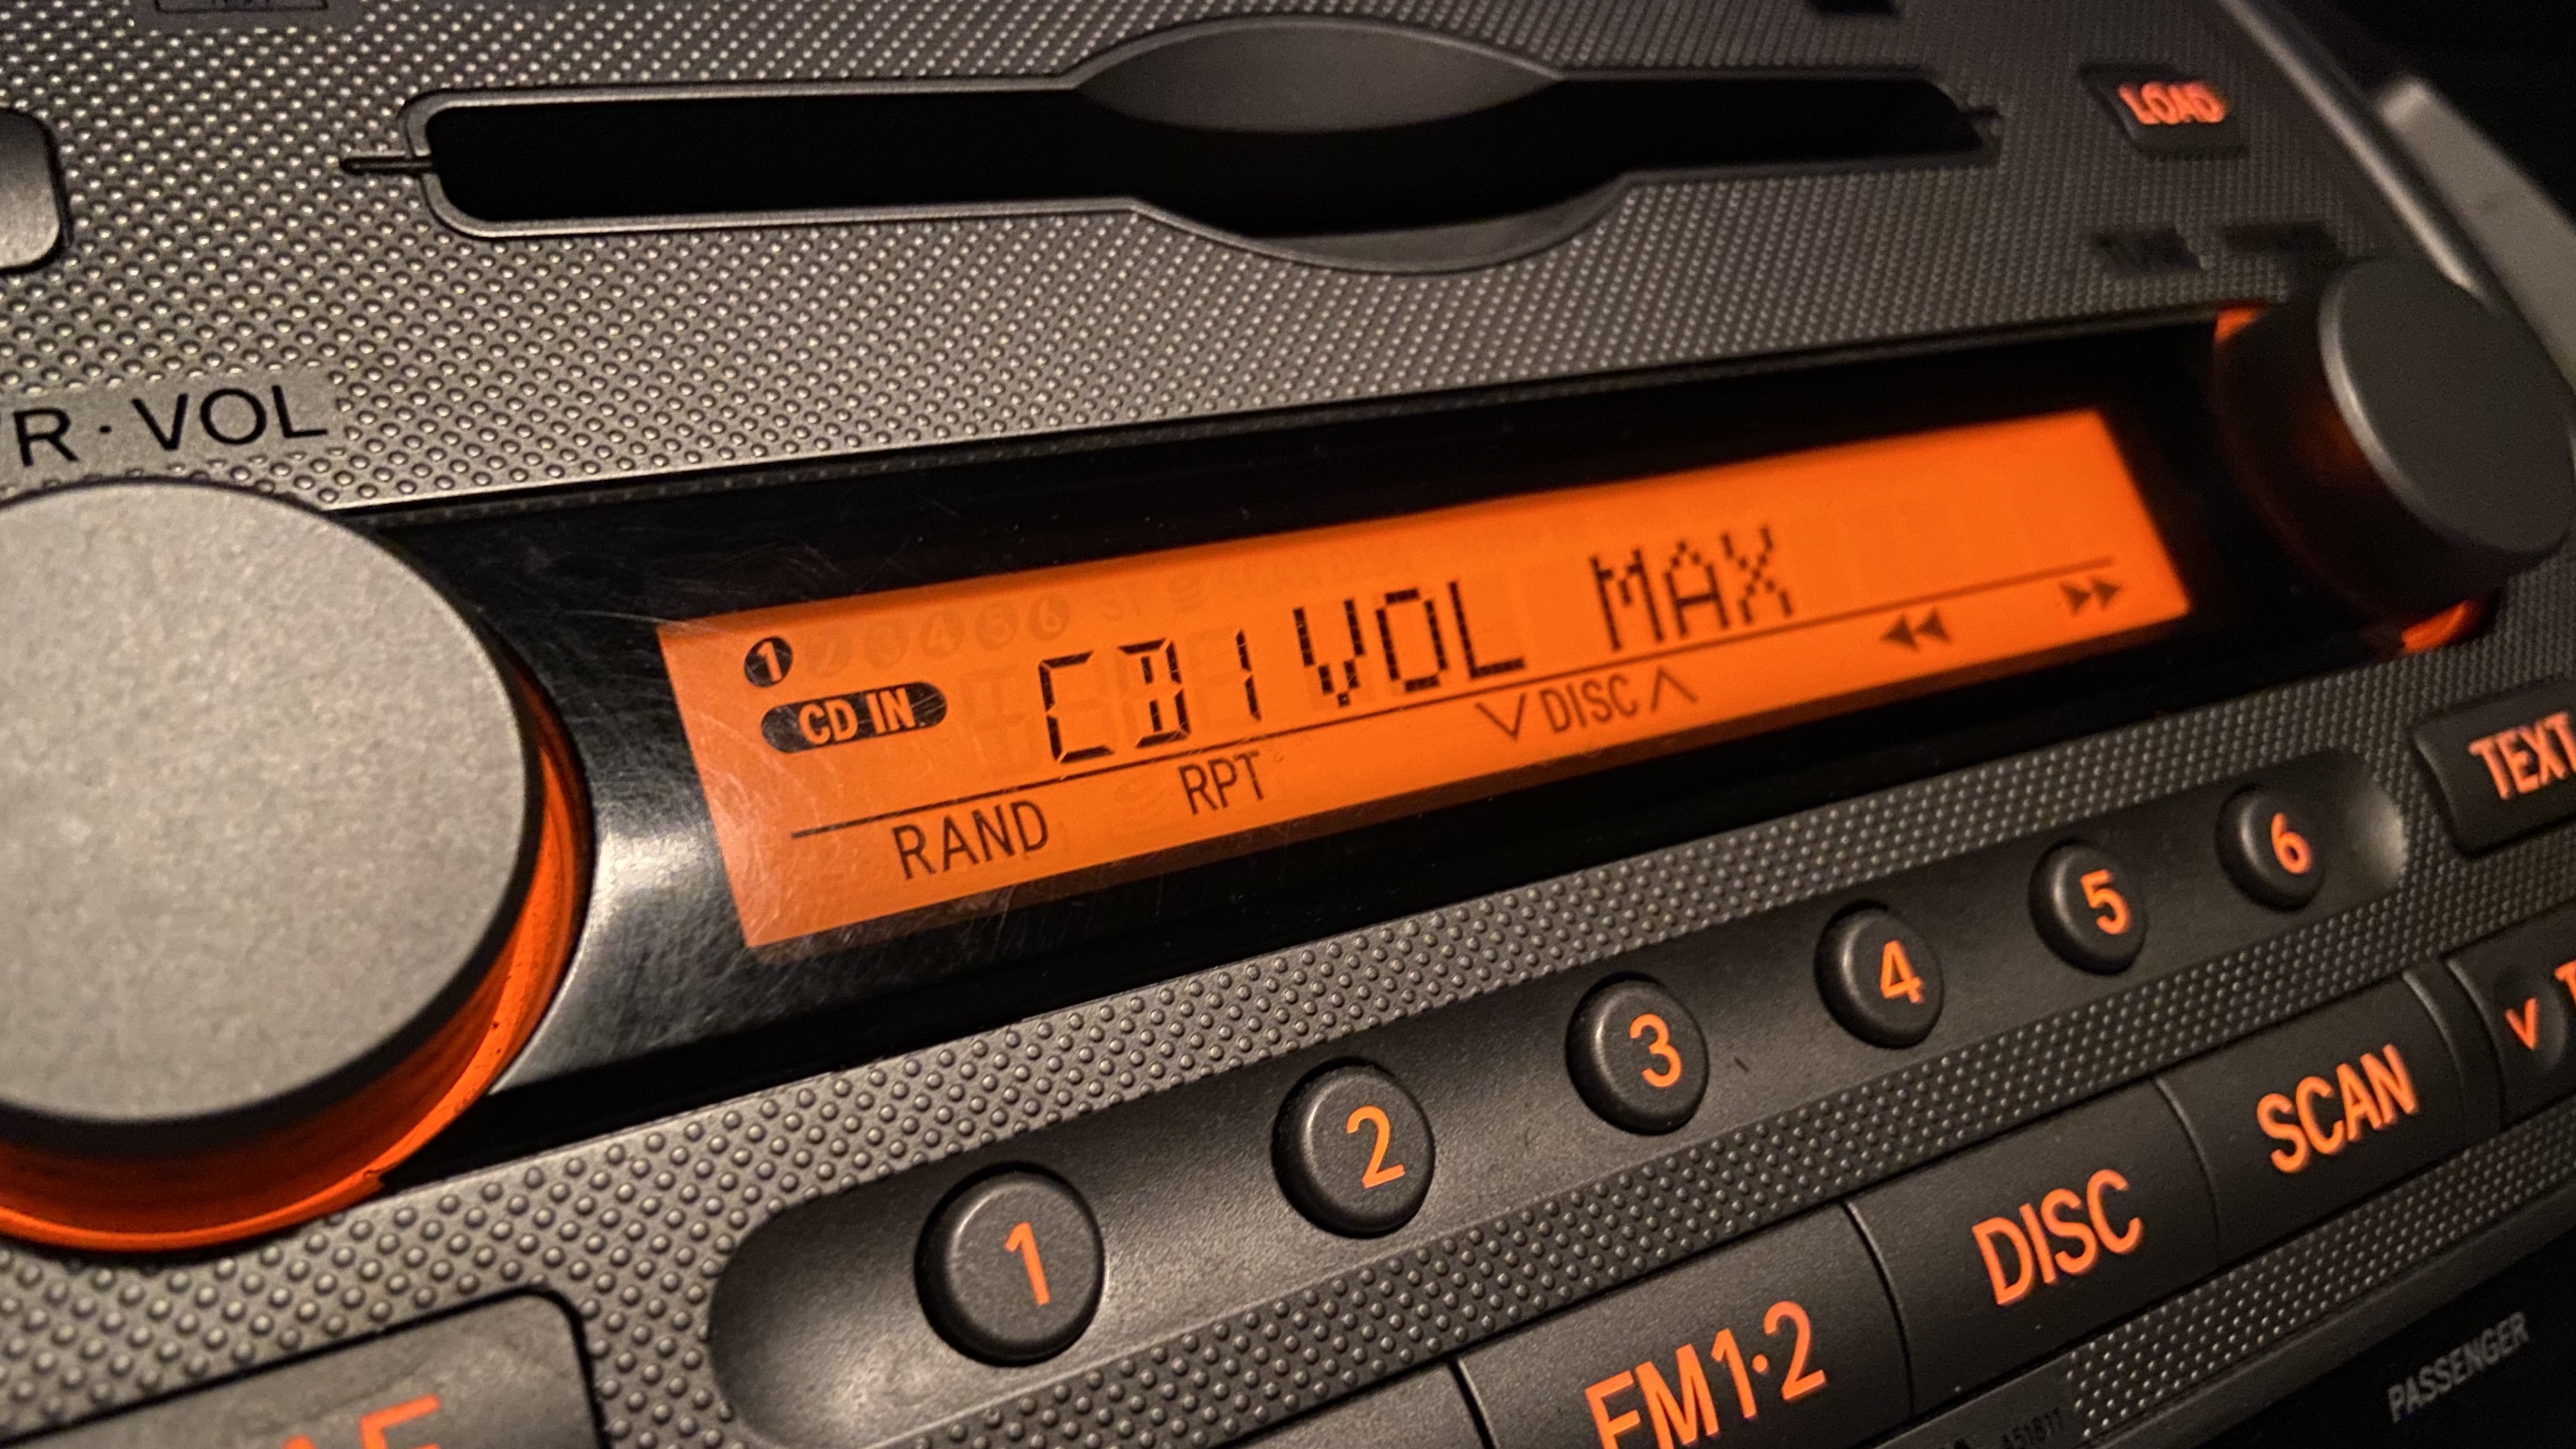 LOAD
R · VOL
1
CD IN
CD1 VOL MAX
RAND RPT ∨ DISC ∧ ◀◀ ▶▶
TEXT
1 2 3 4 5 6
FM1·2 DISC SCAN ∨
PASSENGER
A51811